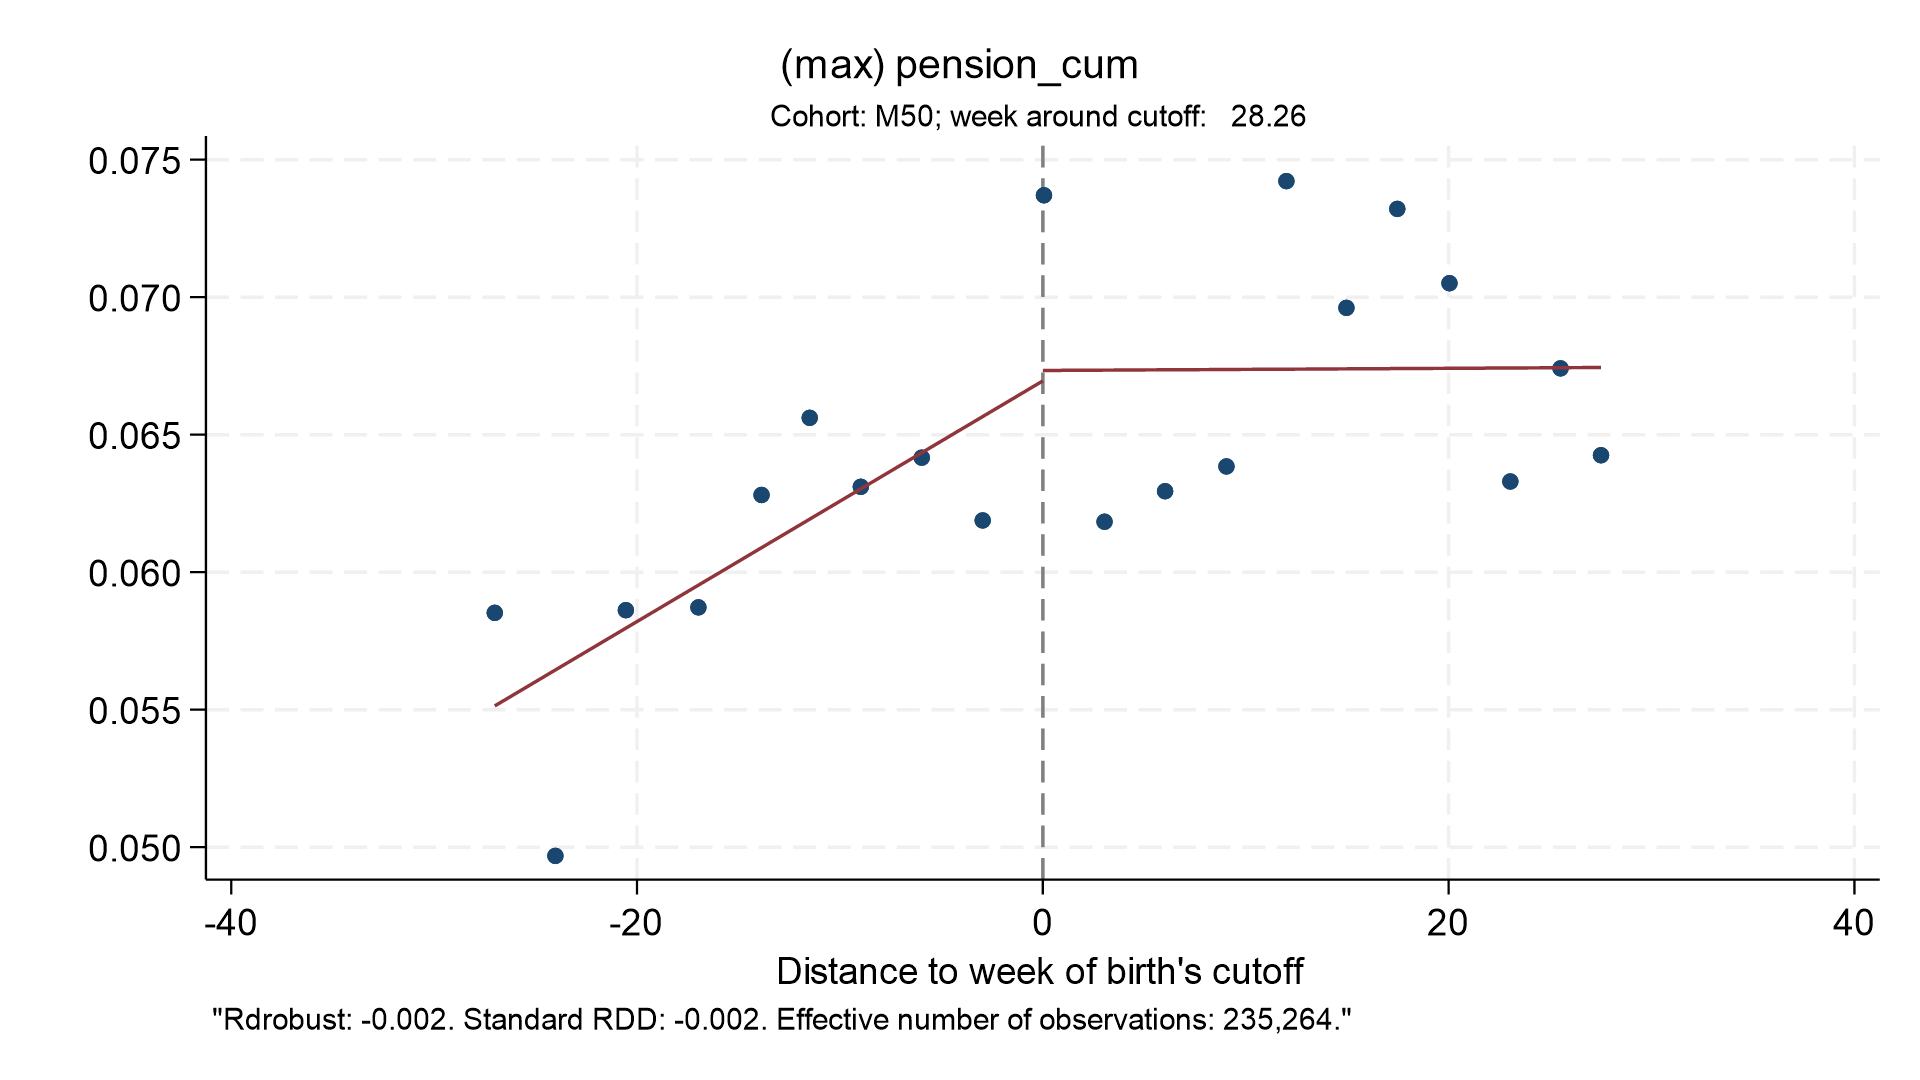 (max) pension_cum
Cohort: M50; week around cutoff: 28.26
0.075
0.070
0.065
0.060
0.055
0.050
-40 -20 0 20 40
Distance to week of birth's cutoff
"Rdrobust: -0.002. Standard RDD: -0.002. Effective number of observations: 235,264."